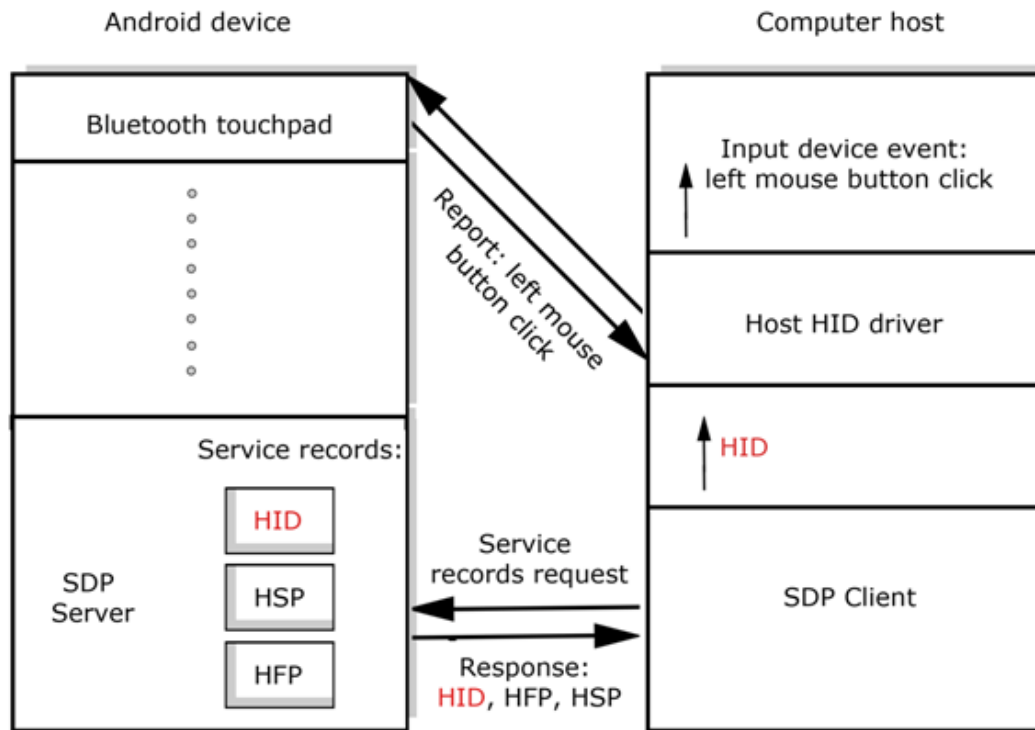 Android device
Computer host
Bluetooth touchpad
Report: left mouse
button click
Input device event:
left mouse button click
Host HID driver
HID
Service records:
HID
HSP
HFP
SDP
Server
Service
records request
Response:
HID, HFP, HSP
SDP Client